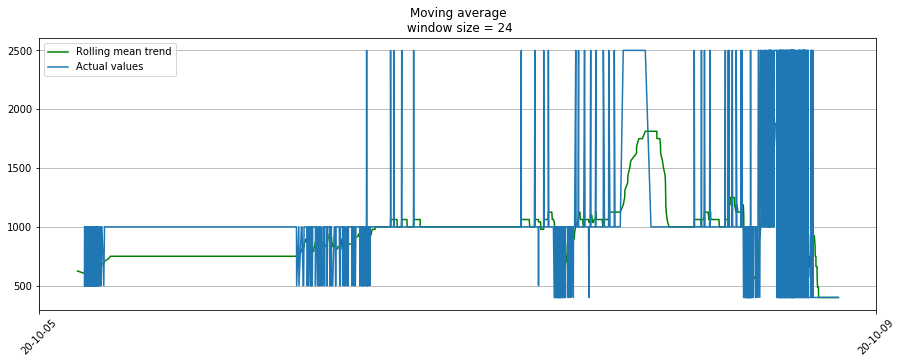 Moving average
window size = 24
Rolling mean trend
Actual values
2500
2000
1500
1000
500
20-10-05
20-10-09